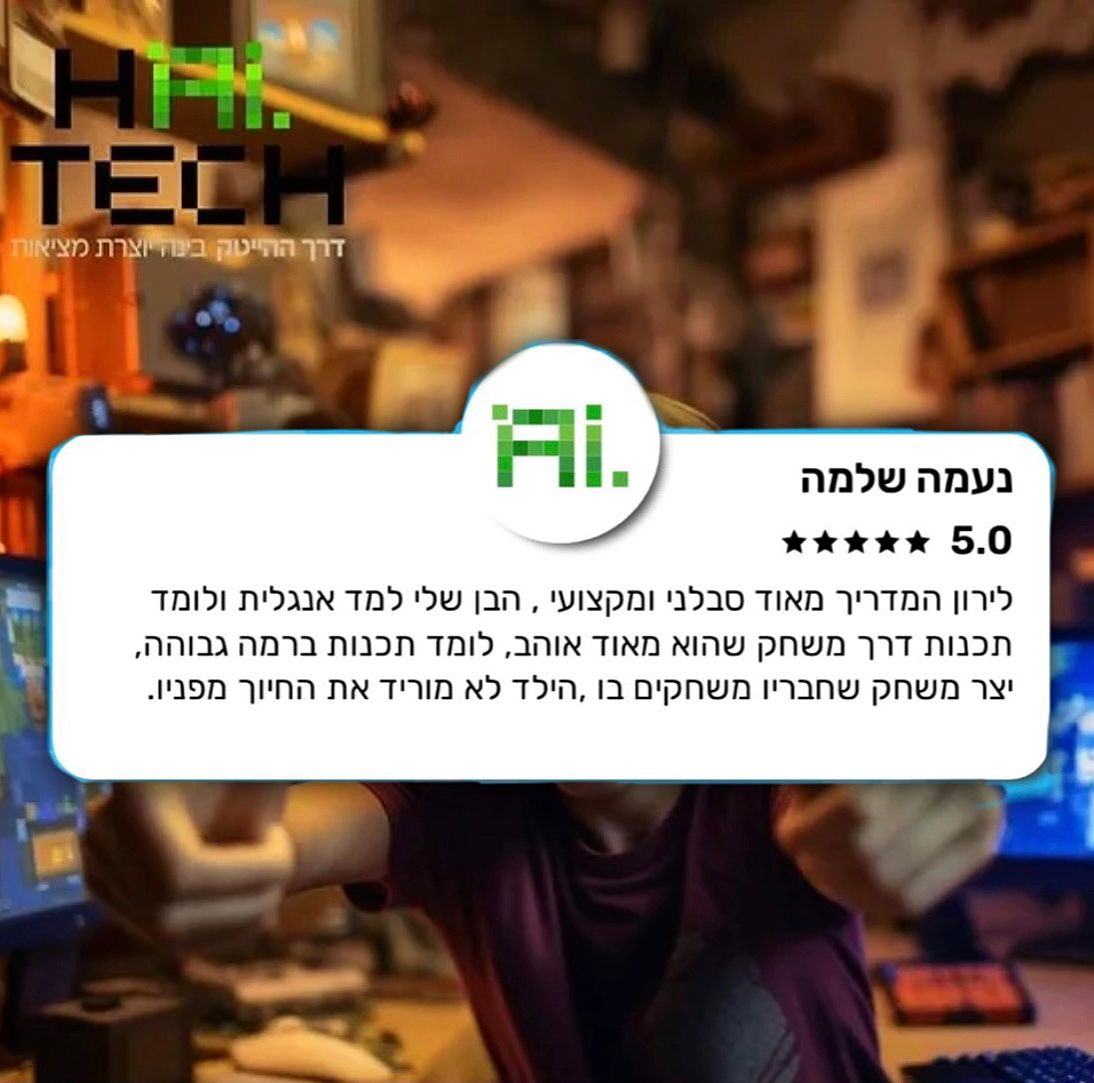 HAi.
TECH
דרך ההייטק בינה יוצרת מציאות
Ai.
נעמה שלמה
5.0 ★★★★★
לירון המדריך מאוד סבלני ומקצועי , הבן שלי למד אנגלית ולומד
תכנות דרך משחק שהוא מאוד אוהב, לומד תכנות ברמה גבוהה,
יצר משחק שחבריו משחקים בו ,הילד לא מוריד את החיוך מפניו.